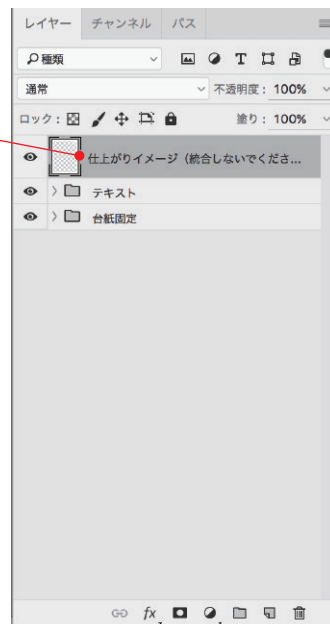 レイヤー チャンネル パス
種類
通常 不透明度： 100%
ロック： 塗り： 100%
仕上がりイメージ（統合しないでくださ...
テキスト
台紙固定
fx